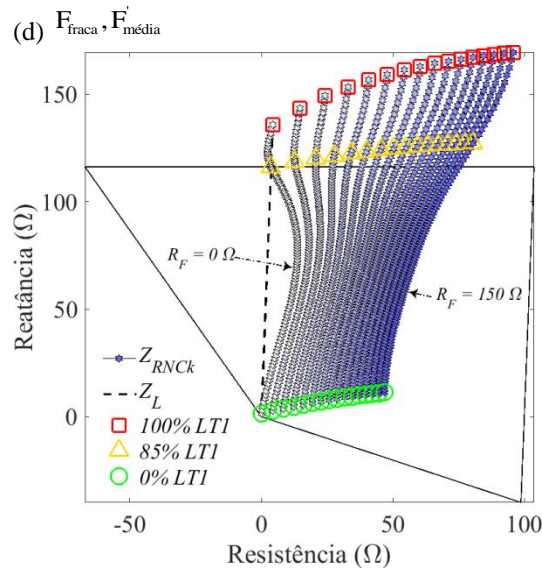 (d) F_fraca, F'_média
150
100
50
0
-50 0 50 100
Reatância (Ω)
Resistência (Ω)
R_F = 0 Ω
R_F = 150 Ω
Z_RNCk
Z_L
100% LT1
85% LT1
0% LT1